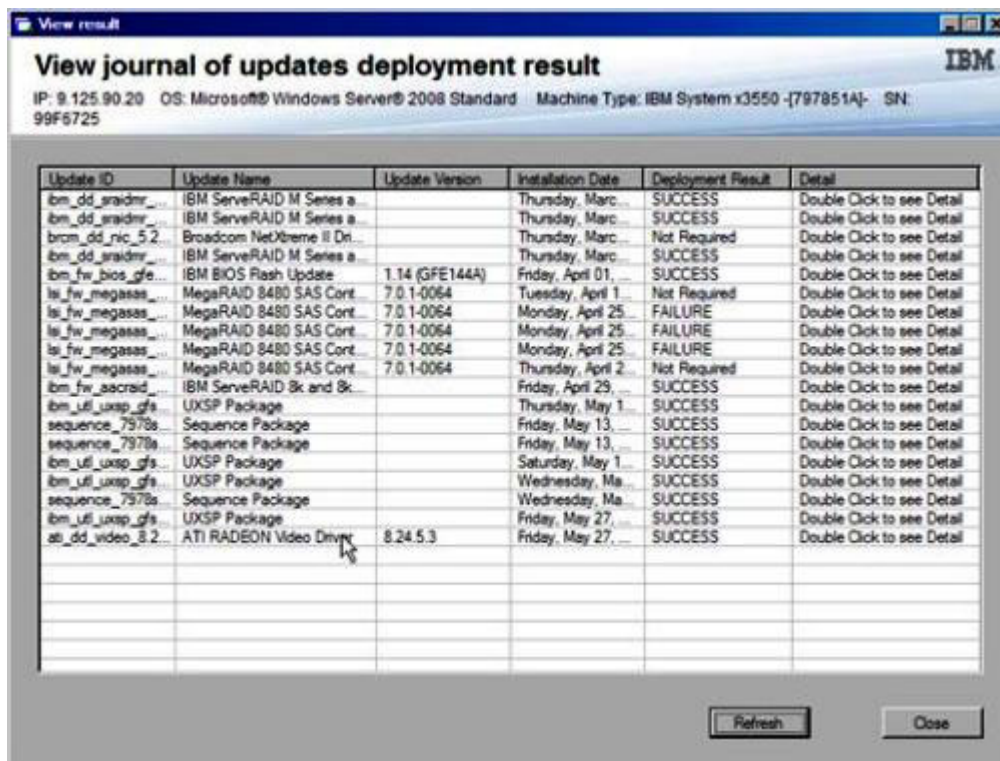 View result
View journal of updates deployment result
IBM
IP: 9.125.90.20 OS: Microsoft® Windows Server® 2008 Standard Machine Type: IBM System x3550 -[797851A]- SN:
99F6725
Update ID Update Name Update Version Installation Date Deployment Result Detail
ibm_dd_sraidmr_... IBM ServeRAID M Series a... Thursday, Marc... SUCCESS Double Click to see Detail
ibm_dd_sraidmr_... IBM ServeRAID M Series a... Thursday, Marc... SUCCESS Double Click to see Detail
brcm_dd_nic_5.2... Broadcom NetXtreme II Dri... Thursday, Marc... Not Required Double Click to see Detail
ibm_dd_sraidmr_... IBM ServeRAID M Series a... Thursday, Marc... SUCCESS Double Click to see Detail
ibm_fw_bios_gfe... IBM BIOS Flash Update 1.14 (GFE144A) Friday, April 01, ... SUCCESS Double Click to see Detail
lsi_fw_megasas_... MegaRAID 8480 SAS Cont... 7.0.1-0064 Tuesday, April 1... Not Required Double Click to see Detail
lsi_fw_megasas_... MegaRAID 8480 SAS Cont... 7.0.1-0064 Monday, April 25... FAILURE Double Click to see Detail
lsi_fw_megasas_... MegaRAID 8480 SAS Cont... 7.0.1-0064 Monday, April 25... FAILURE Double Click to see Detail
lsi_fw_megasas_... MegaRAID 8480 SAS Cont... 7.0.1-0064 Monday, April 25... FAILURE Double Click to see Detail
lsi_fw_megasas_... MegaRAID 8480 SAS Cont... 7.0.1-0064 Thursday, April 2... Not Required Double Click to see Detail
ibm_fw_aacraid_... IBM ServeRAID 8k and 8k... Friday, April 29, ... SUCCESS Double Click to see Detail
ibm_utl_uxsp_gfs... UXSP Package Thursday, May 1... SUCCESS Double Click to see Detail
sequence_7978s... Sequence Package Friday, May 13, ... SUCCESS Double Click to see Detail
sequence_7978s... Sequence Package Friday, May 13, ... SUCCESS Double Click to see Detail
ibm_utl_uxsp_gfs... UXSP Package Saturday, May 1... SUCCESS Double Click to see Detail
ibm_utl_uxsp_gfs... UXSP Package Wednesday, Ma... SUCCESS Double Click to see Detail
sequence_7978s... Sequence Package Wednesday, Ma... SUCCESS Double Click to see Detail
ibm_utl_uxsp_gfs... UXSP Package Friday, May 27, ... SUCCESS Double Click to see Detail
ati_dd_video_8.2... ATI RADEON Video Driver 8.24.5.3 Friday, May 27, ... SUCCESS Double Click to see Detail
Refresh Close